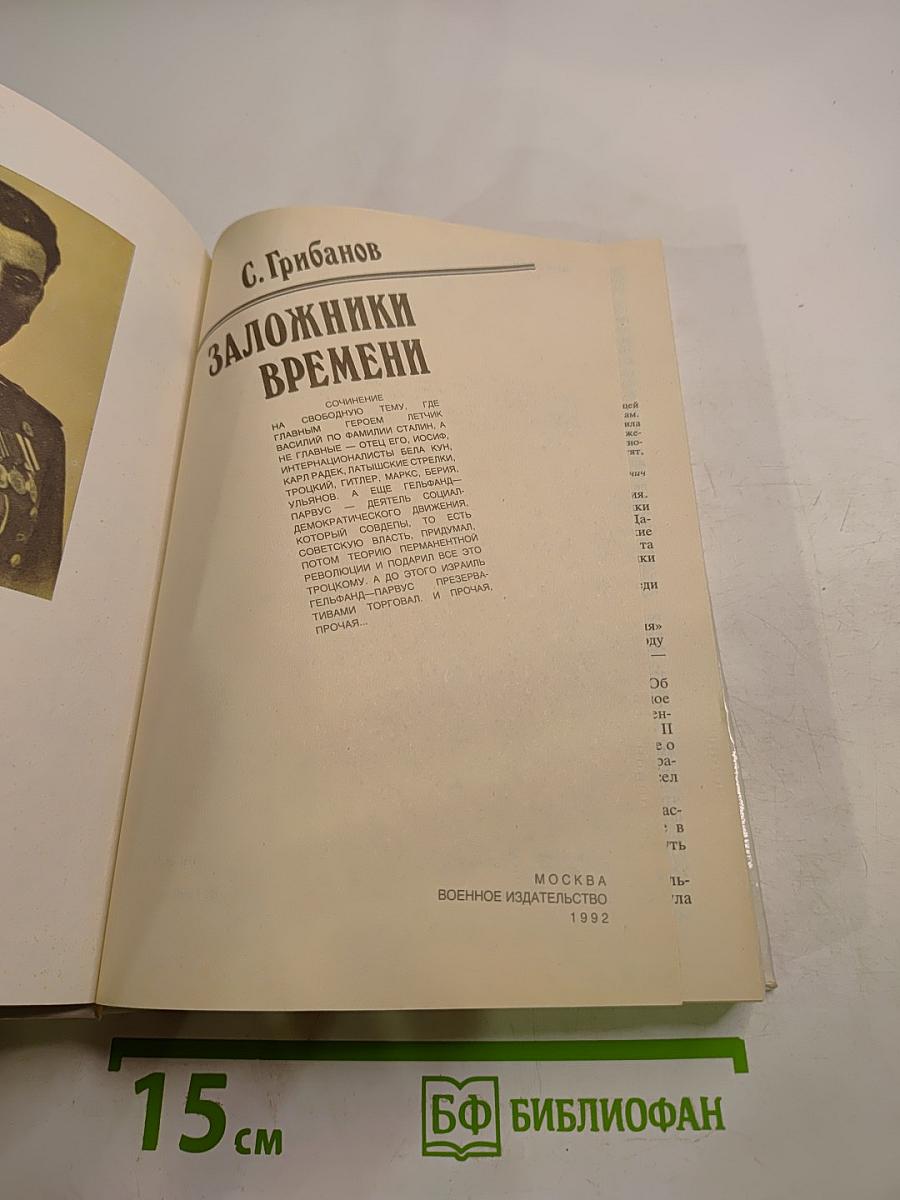 С. Грибанов
ЗАЛОЖНИКИ
ВРЕМЕНИ
СОЧИНЕНИЕ
НА СВОБОДНУЮ ТЕМУ, ГДЕ
ГЛАВНЫМ ГЕРОЕМ ЛЕТЧИК
ВАСИЛИЙ ПО ФАМИЛИИ СТАЛИН, А
НЕ ГЛАВНЫЕ — ОТЕЦ ЕГО, ИОСИФ,
ИНТЕРНАЦИОНАЛИСТЫ БЕЛА КУН,
КАРЛ РАДЕК, ЛАТЫШСКИЕ СТРЕЛКИ,
ТРОЦКИЙ, ГИТЛЕР, МАРКС, БЕРИЯ,
УЛЬЯНОВ. А ЕЩЕ ГЕЛЬФАНД—
ПАРВУС — ДЕЯТЕЛЬ СОЦИАЛ-
ДЕМОКРАТИЧЕСКОГО ДВИЖЕНИЯ,
КОТОРЫЙ СОВДЕПЫ, ТО ЕСТЬ
СОВЕТСКУЮ ВЛАСТЬ, ПРИДУМАЛ,
ПОТОМ ТЕОРИЮ ПЕРМАНЕНТНОЙ
РЕВОЛЮЦИИ И ПОДАРИЛ ВСЕ ЭТО
ТРОЦКОМУ. А ДО ЭТОГО ИЗРАИЛЬ
ГЕЛЬФАНД—ПАРВУС ПРЕЗЕРВА-
ТИВАМИ ТОРГОВАЛ. И ПРОЧАЯ,
ПРОЧАЯ...
МОСКВА
ВОЕННОЕ ИЗДАТЕЛЬСТВО
1992
15 см
БФ БИБЛИОФАН